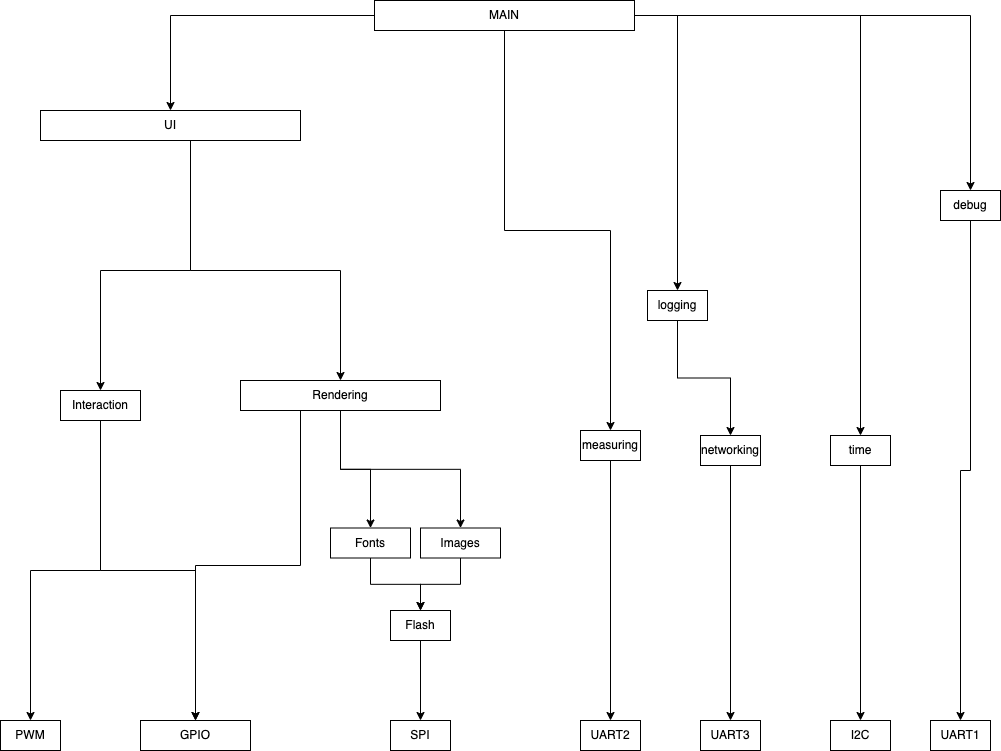 MAIN
UI
debug
logging
Interaction
Rendering
measuring
networking
time
Fonts
Images
Flash
PWM
GPIO
SPI
UART2
UART3
I2C
UART1